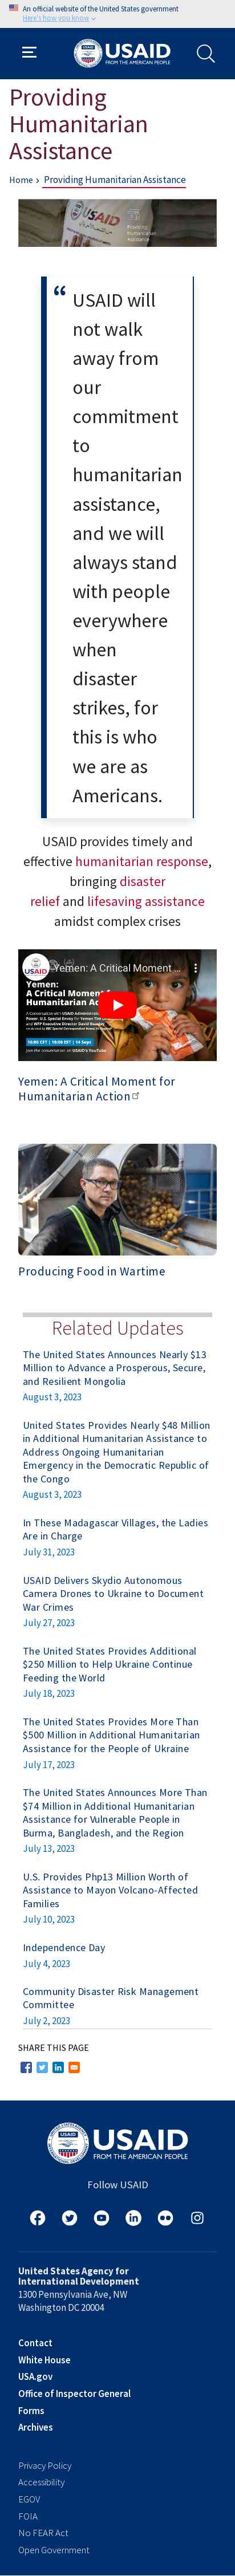 An official website of the United States government
Here's how you know
USAID
FROM THE AMERICAN PEOPLE
Providing
Humanitarian
Assistance
Home
Providing Humanitarian Assistance
USAID
“
USAID will
not walk
away from
our
commitment
to
humanitarian
assistance,
and we will
always stand
with people
everywhere
when
disaster
strikes, for
this is who
we are as
Americans.
USAID provides timely and
effective humanitarian response,
bringing disaster
relief and lifesaving assistance
amidst complex crises
USAID
Yemen: A Critical Moment ...
Yemen:
A Critical Moment for
Humanitarian Action
Yemen: A Critical Moment for
Humanitarian Action
Producing Food in Wartime
Related Updates
The United States Announces Nearly $13
Million to Advance a Prosperous, Secure,
and Resilient Mongolia
August 3, 2023
United States Provides Nearly $48 Million
in Additional Humanitarian Assistance to
Address Ongoing Humanitarian
Emergency in the Democratic Republic of
the Congo
August 3, 2023
In These Madagascar Villages, the Ladies
Are in Charge
July 31, 2023
USAID Delivers Skydio Autonomous
Camera Drones to Ukraine to Document
War Crimes
July 27, 2023
The United States Provides Additional
$250 Million to Help Ukraine Continue
Feeding the World
July 18, 2023
The United States Provides More Than
$500 Million in Additional Humanitarian
Assistance for the People of Ukraine
July 17, 2023
The United States Announces More Than
$74 Million in Additional Humanitarian
Assistance for Vulnerable People in
Burma, Bangladesh, and the Region
July 13, 2023
U.S. Provides Php13 Million Worth of
Assistance to Mayon Volcano-Affected
Families
July 10, 2023
Independence Day
July 4, 2023
Community Disaster Risk Management
Committee
July 2, 2023
SHARE THIS PAGE
USAID
FROM THE AMERICAN PEOPLE
Follow USAID
United States Agency for
International Development
1300 Pennsylvania Ave, NW
Washington DC 20004
Contact
White House
USA.gov
Office of Inspector General
Forms
Archives
Privacy Policy
Accessibility
EGOV
FOIA
No FEAR Act
Open Government